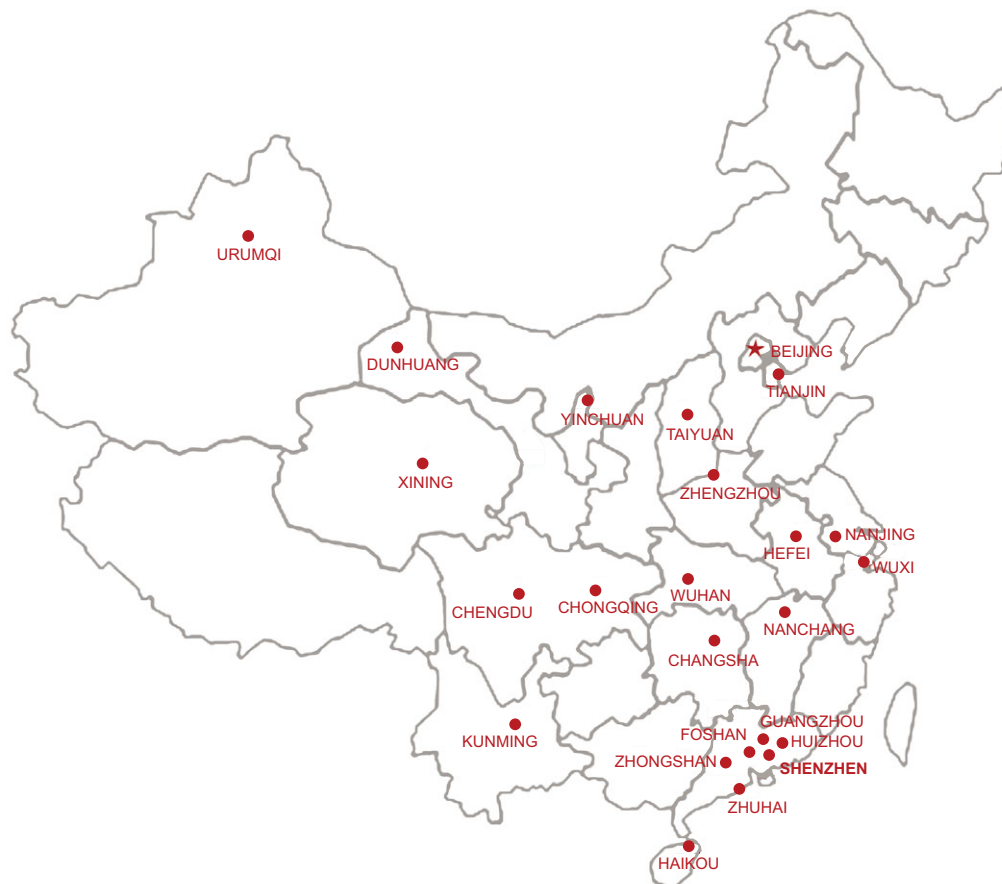 URUMQI
BEIJING
DUNHUANG
TIANJIN
YINCHUAN
TAIYUAN
XINING
ZHENGZHOU
NANJING
HEFEI
WUXI
WUHAN
CHONGQING
CHENGDU
NANCHANG
CHANGSHA
GUANGZHOU
FOSHAN
KUNMING
HUIZHOU
ZHONGSHAN
SHENZHEN
ZHUHAI
HAIKOU